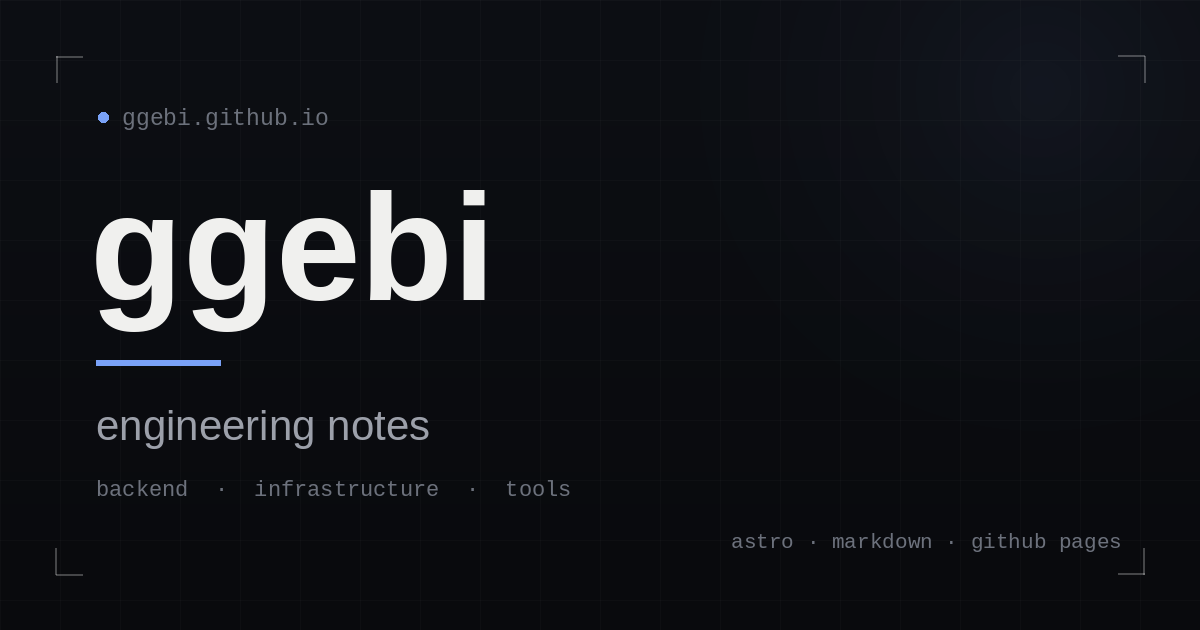 ggebi.github.io
ggebi
engineering notes
backend · infrastructure · tools
astro · markdown · github pages